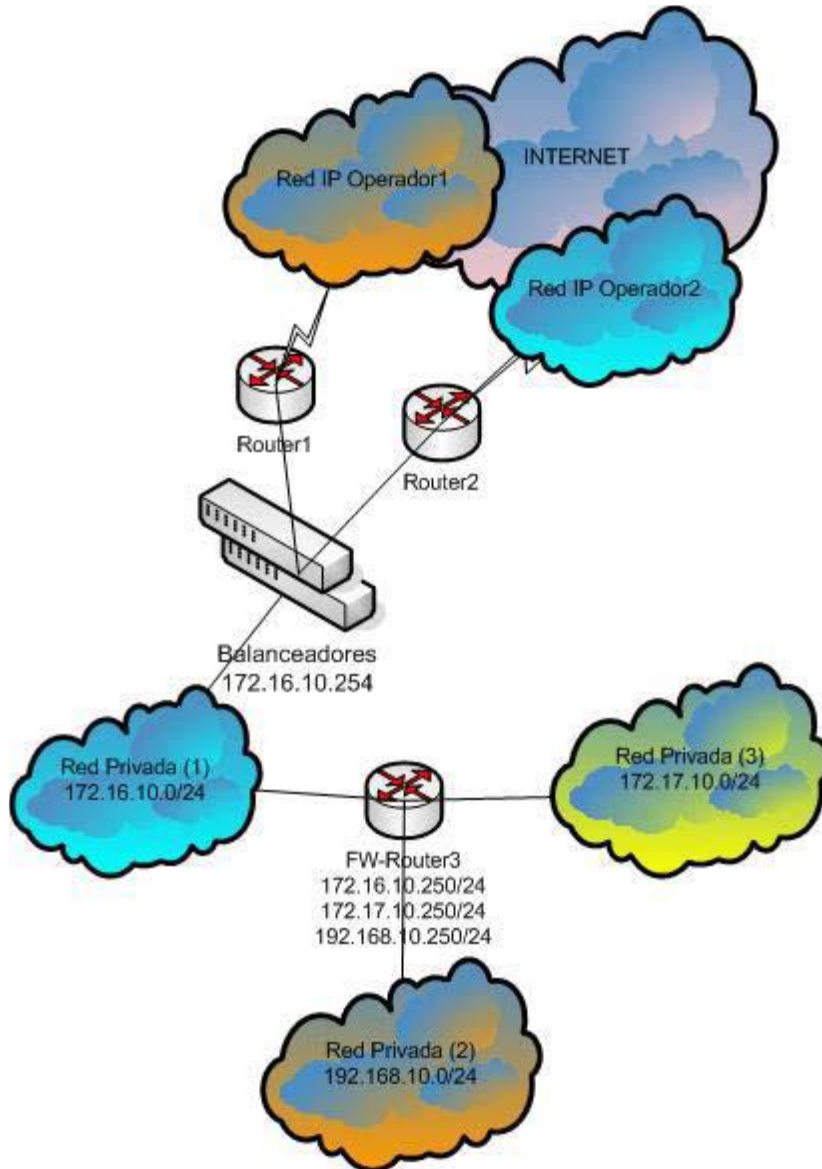 INTERNET
Red IP Operador1
Red IP Operador2
Router1
Router2
Balanceadores
172.16.10.254
Red Privada (1)
172.16.10.0/24
Red Privada (3)
172.17.10.0/24
FW-Router3
172.16.10.250/24
172.17.10.250/24
192.168.10.250/24
Red Privada (2)
192.168.10.0/24